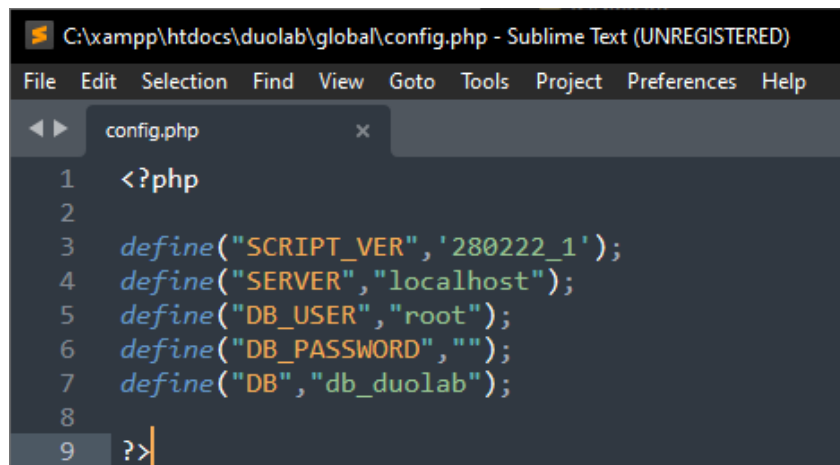 C:\xampp\htdocs\duolab\global\config.php - Sublime Text (UNREGISTERED)
File Edit Selection Find View Goto Tools Project Preferences Help
config.php ×
1 <?php
2
3 define("SCRIPT_VER",'280222_1');
4 define("SERVER","localhost");
5 define("DB_USER","root");
6 define("DB_PASSWORD","");
7 define("DB","db_duolab");
8
9 ?>